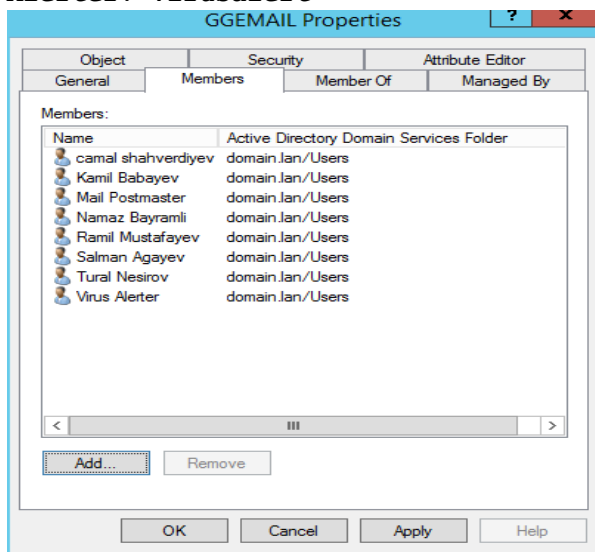 GGEMAIL Properties ? x
Object Security Attribute Editor
General Members Member Of Managed By
Members:
Name Active Directory Domain Services Folder
camal shahverdiyev domain.lan/Users
Kamil Babayev domain.lan/Users
Mail Postmaster domain.lan/Users
Namaz Bayramli domain.lan/Users
Ramil Mustafayev domain.lan/Users
Salman Agayev domain.lan/Users
Tural Nesirov domain.lan/Users
Virus Alerter domain.lan/Users
Add... Remove
OK Cancel Apply Help